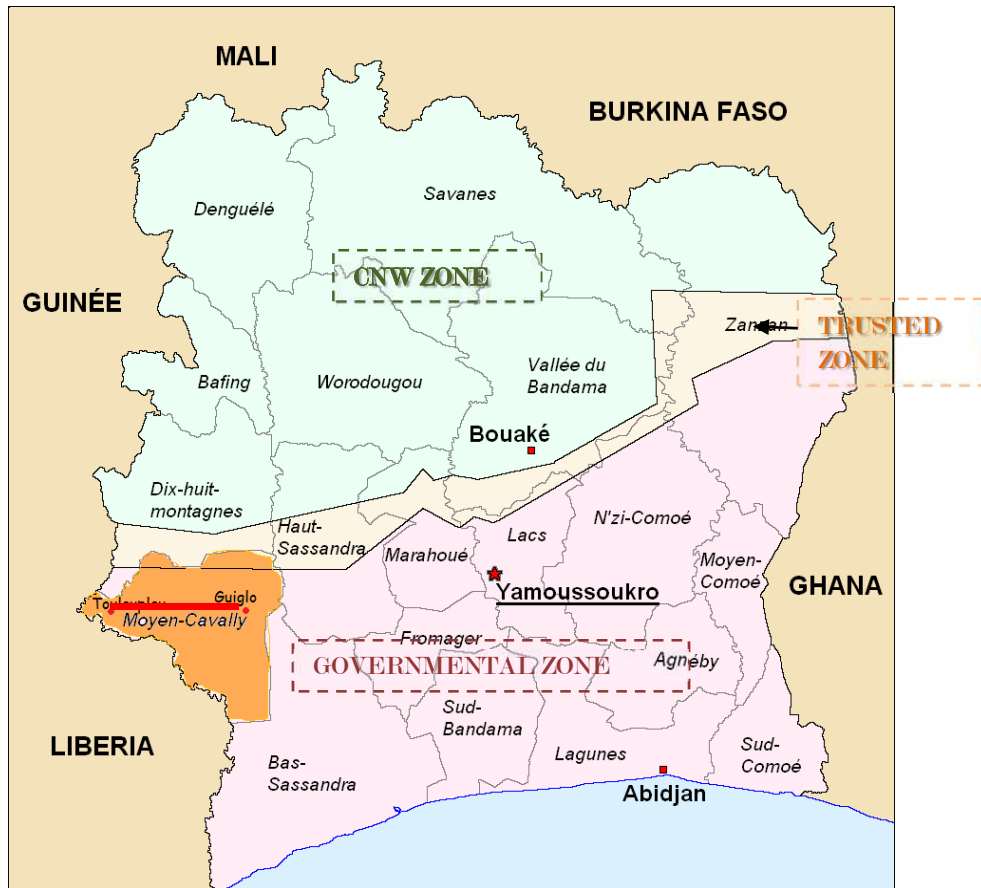 MALI
BURKINA FASO
Savanes
Denguélé
CNW ZONE
GUINÉE
Zanzan
TRUSTED
ZONE
Bafing
Worodougou
Vallée du
Bandama
Bouaké
Dix-huit-
montagnes
Haut-
Sassandra
N'zi-Comoé
Lacs
Marahoué
Moyen-
Comoé
GHANA
Yamoussoukro
Guiglo
Moyen-Cavally
Fromager
GOVERNMENTAL ZONE
Agnéby
Sud-
Bandama
LIBERIA
Lagunes
Sud-
Comoé
Bas-
Sassandra
Abidjan